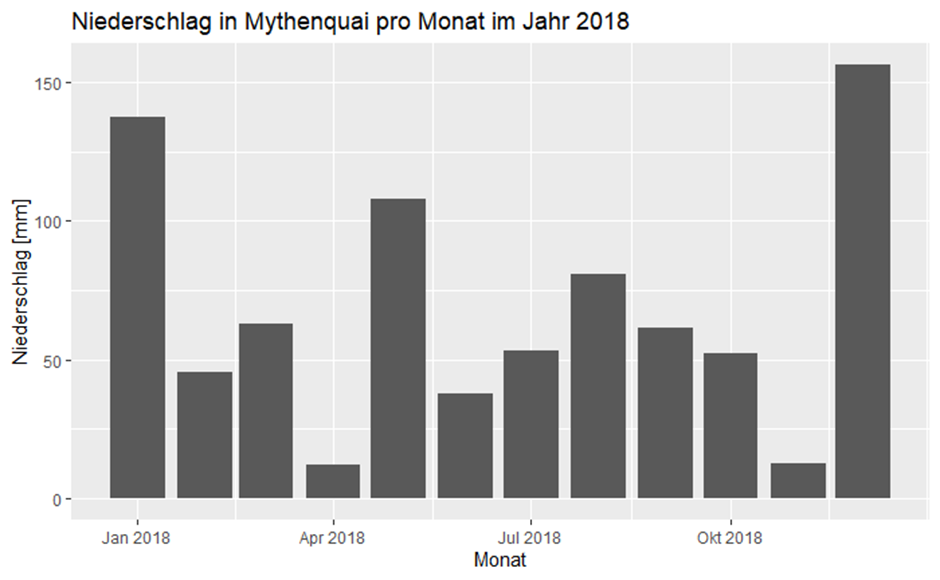 Niederschlag in Mythenquai pro Monat im Jahr 2018
Niederschlag [mm]
150
100
50
0
Jan 2018 Apr 2018 Jul 2018 Okt 2018
Monat